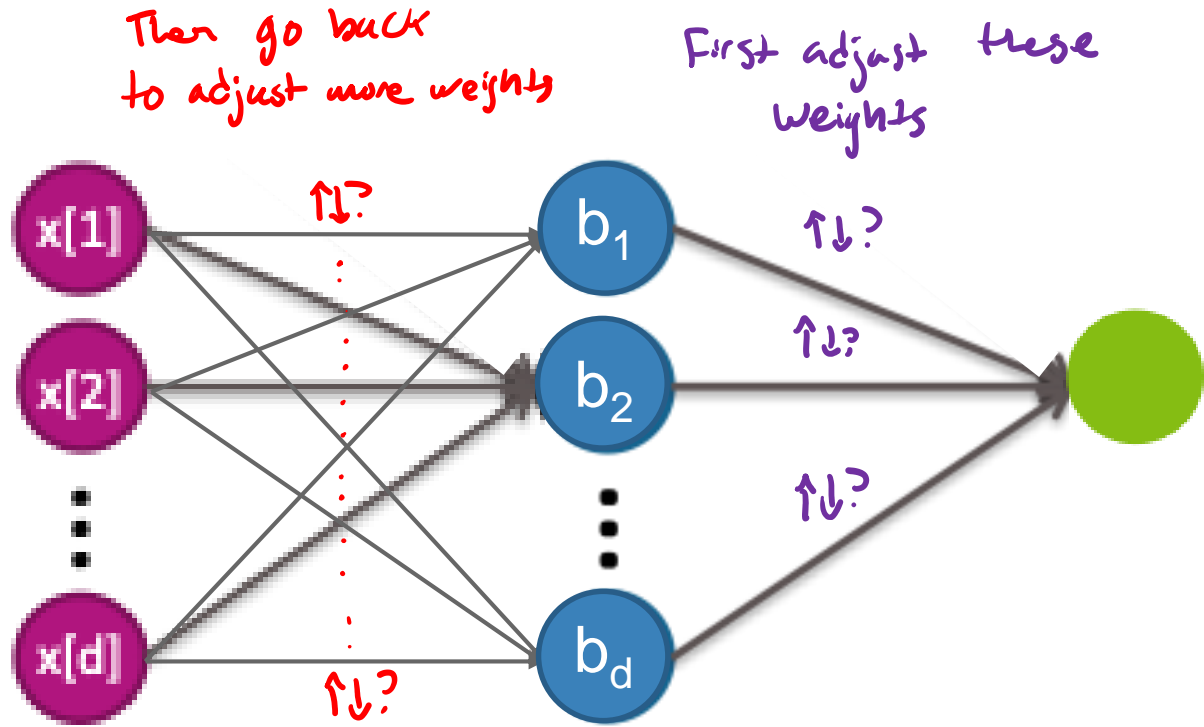 Then go back
to adjust more weights
First adjust these
weights
↑↓?
↑↓?
x[1]
b1
↑↓?
x[2]
b2
↑↓?
x[d]
bd
↑↓?